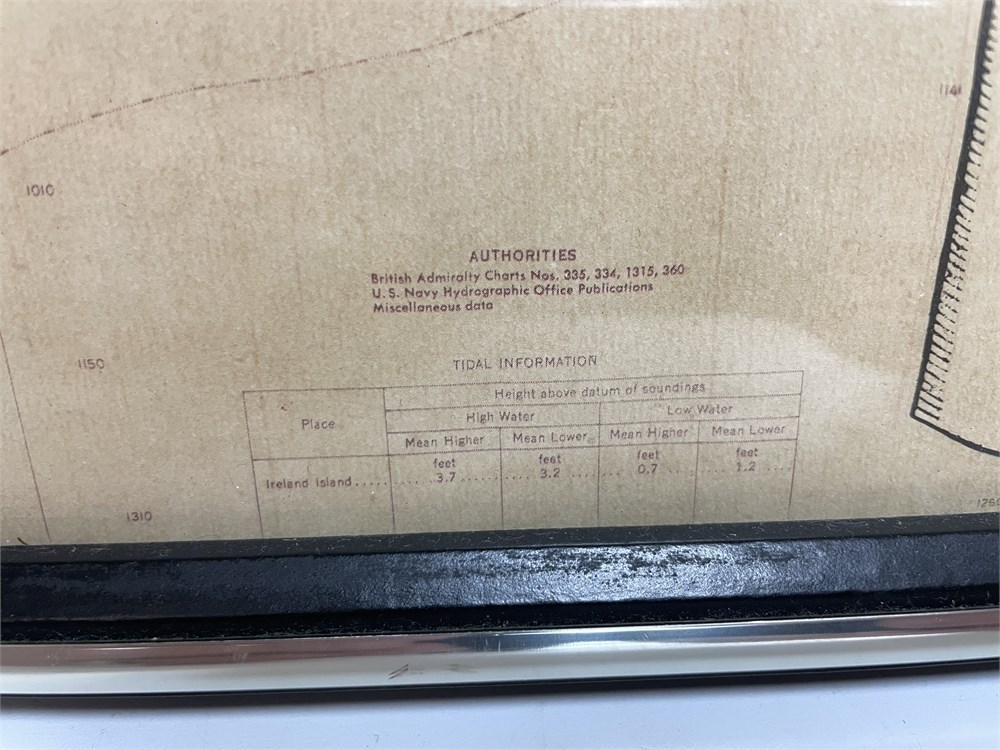 1141
1010
AUTHORITIES
British Admiralty Charts Nos. 335, 334, 1315, 360
U.S. Navy Hydrographic Office Publications
Miscellaneous data
1150
TIDAL INFORMATION
Height above datum of soundings
Place
High Water
Low Water
Mean Higher
Mean Lower
Mean Higher
Mean Lower
feet
feet
feet
feet
Ireland Island..... 3.7 3.2 0.7 1.2
1310